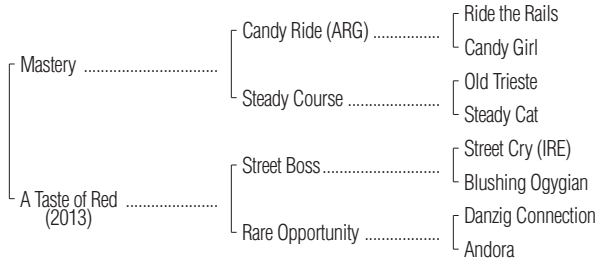 Ride the Rails
Candy Ride (ARG) ................
Candy Girl
Mastery ................................
Old Trieste
Steady Course ......................
Steady Cat
Street Cry (IRE)
Street Boss............................
Blushing Ogygian
A Taste of Red ......................
(2013)
Danzig Connection
Rare Opportunity ..................
Andora